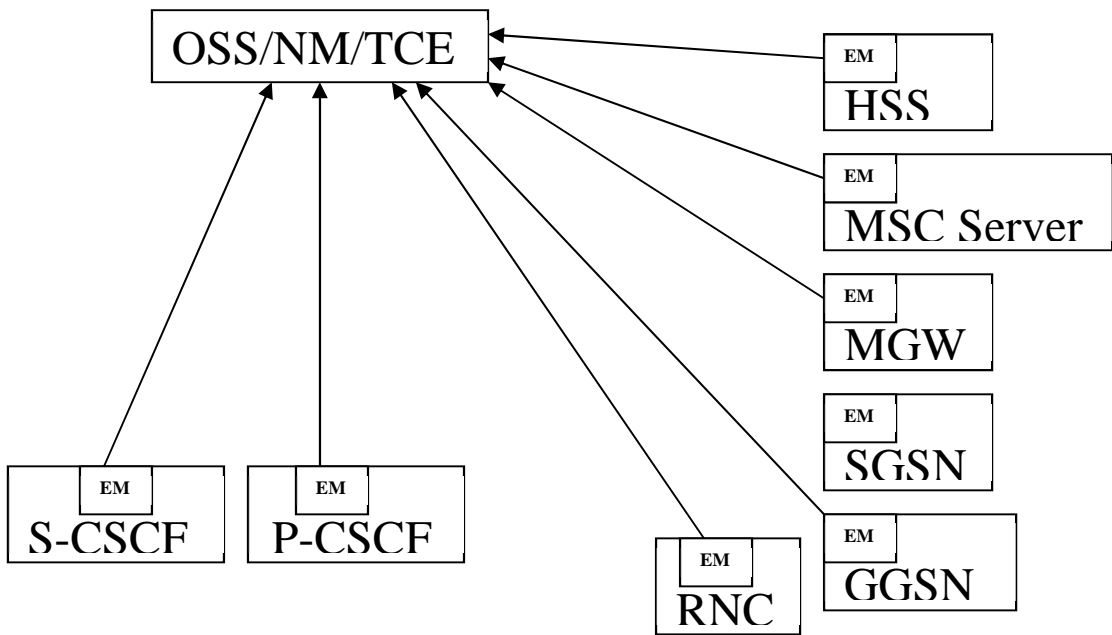 OSS/NM/TCE
EM
HSS
EM
MSC Server
EM
MGW
EM
SGSN
EM
S-CSCF
EM
P-CSCF
EM
RNC
EM
GGSN